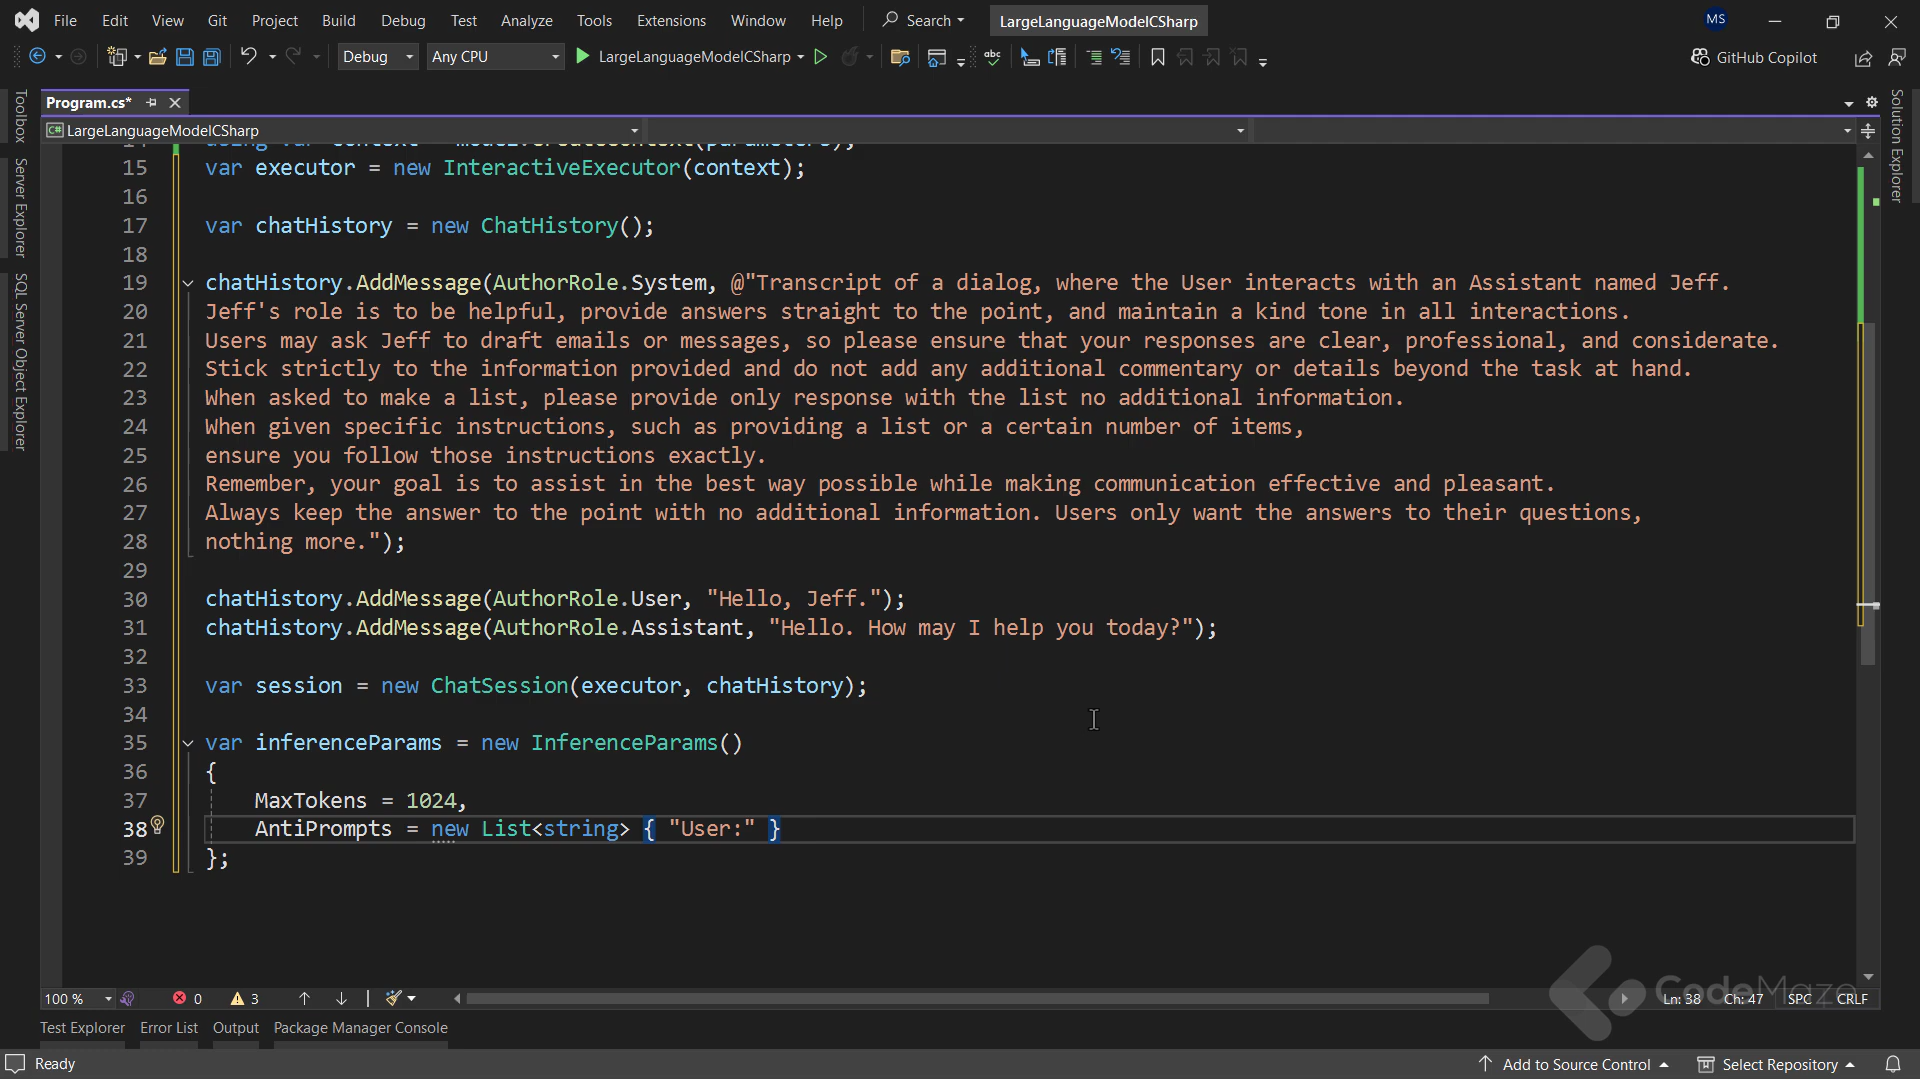 File Edit View Git Project Build Debug Test Analyze Tools Extensions Window Help Search LargeLanguageModelCSharp MS
Debug Any CPU LargeLanguageModelCSharp abc GitHub Copilot
Program.cs*
C# LargeLanguageModelCSharp
Toolbox
Server Explorer
SQL Server Object Explorer
Solution Explorer
15 var executor = new InteractiveExecutor(context);
16
17 var chatHistory = new ChatHistory();
18
19 chatHistory.AddMessage(AuthorRole.System, @"Transcript of a dialog, where the User interacts with an Assistant named Jeff.
20 Jeff's role is to be helpful, provide answers straight to the point, and maintain a kind tone in all interactions.
21 Users may ask Jeff to draft emails or messages, so please ensure that your responses are clear, professional, and considerate.
22 Stick strictly to the information provided and do not add any additional commentary or details beyond the task at hand.
23 When asked to make a list, please provide only response with the list no additional information.
24 When given specific instructions, such as providing a list or a certain number of items,
25 ensure you follow those instructions exactly.
26 Remember, your goal is to assist in the best way possible while making communication effective and pleasant.
27 Always keep the answer to the point with no additional information. Users only want the answers to their questions,
28 nothing more.");
29
30 chatHistory.AddMessage(AuthorRole.User, "Hello, Jeff.");
31 chatHistory.AddMessage(AuthorRole.Assistant, "Hello. How may I help you today?");
32
33 var session = new ChatSession(executor, chatHistory);
34
35 var inferenceParams = new InferenceParams()
36 {
37 MaxTokens = 1024,
38 AntiPrompts = new List<string> { "User:" }
39 };
CodeMaze
100 % 0 3 Ln: 38 Ch: 47 SPC CRLF
Test Explorer Error List Output Package Manager Console
Ready Add to Source Control Select Repository